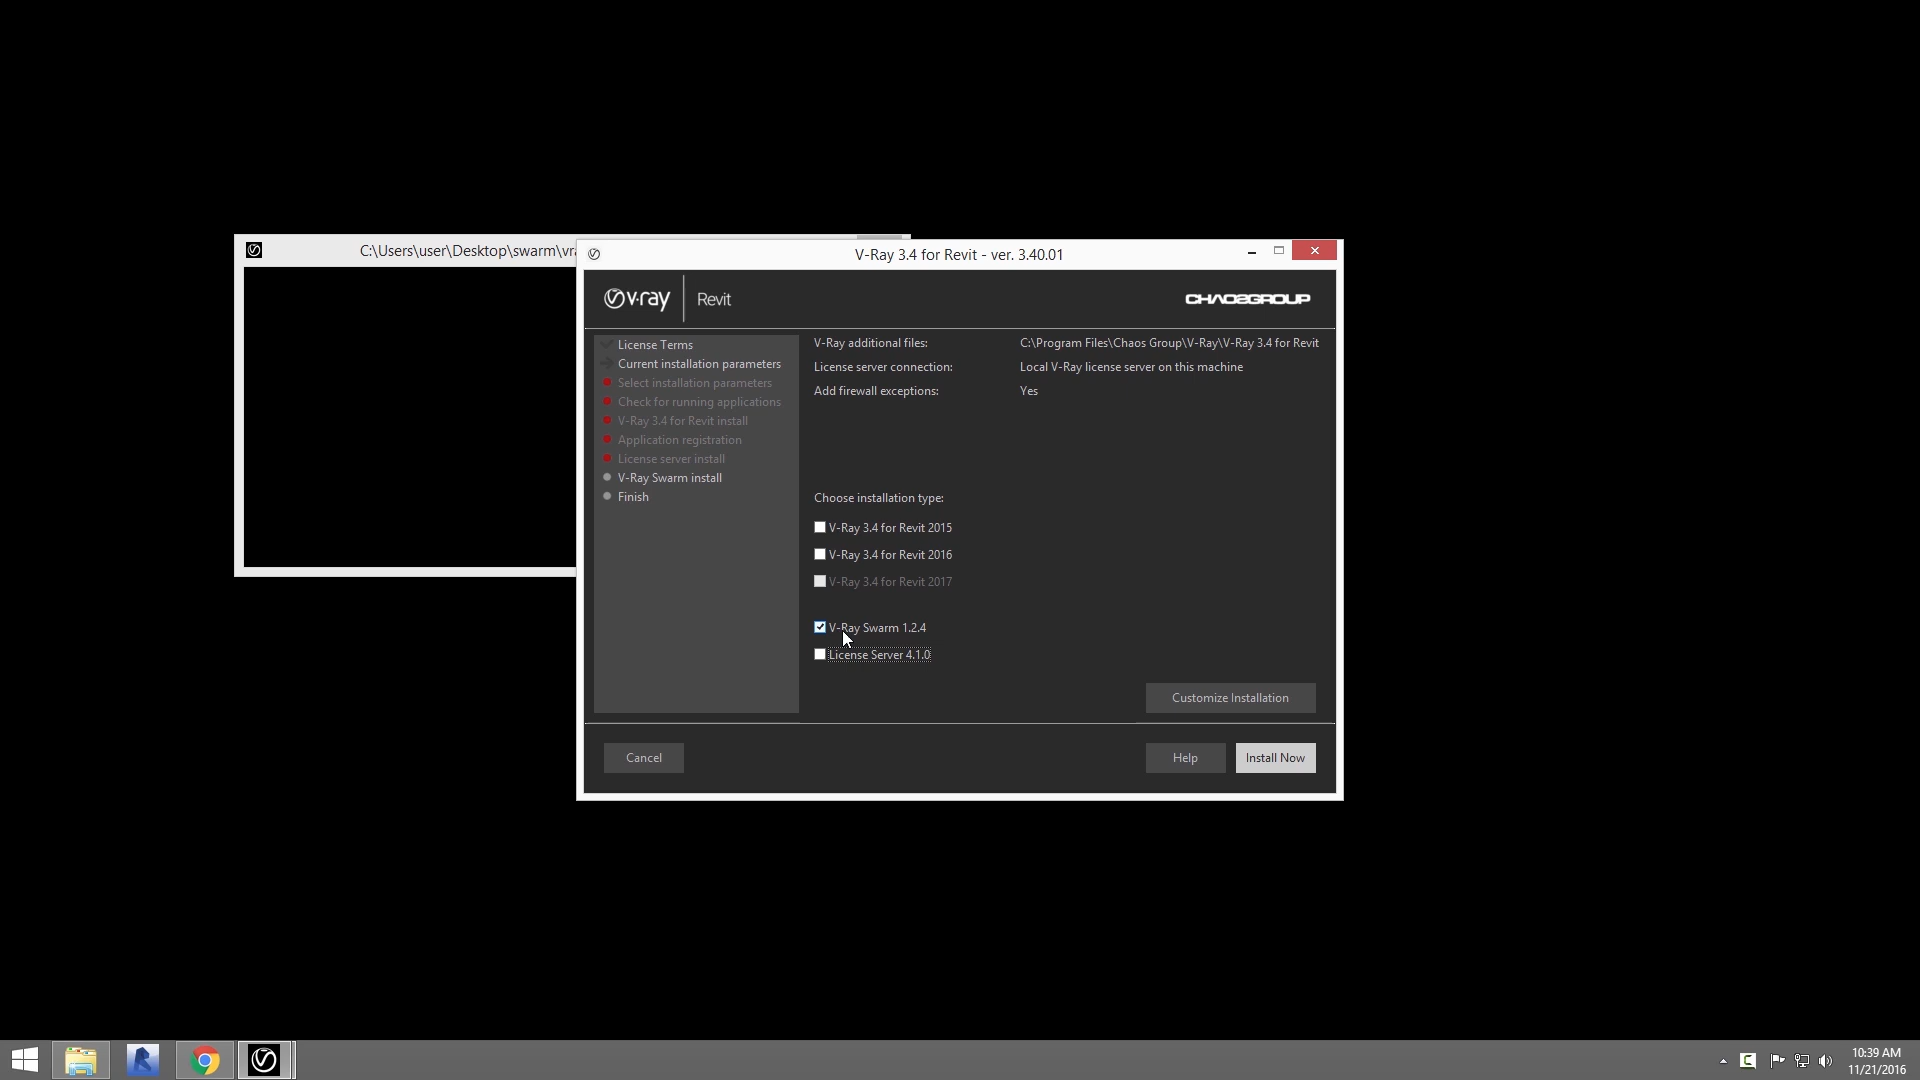 C:\Users\user\Desktop\swarm\vra
V-Ray 3.4 for Revit - ver. 3.40.01
v·ray
Revit
CHAOSGROUP
License Terms
Current installation parameters
Select installation parameters
Check for running applications
V-Ray 3.4 for Revit install
Application registration
License server install
V-Ray Swarm install
Finish
V-Ray additional files: C:\Program Files\Chaos Group\V-Ray\V-Ray 3.4 for Revit
License server connection: Local V-Ray license server on this machine
Add firewall exceptions: Yes
Choose installation type:
V-Ray 3.4 for Revit 2015
V-Ray 3.4 for Revit 2016
V-Ray 3.4 for Revit 2017
V-Ray Swarm 1.2.4
License Server 4.1.0
Customize Installation
Cancel
Help
Install Now
10:39 AM
11/21/2016